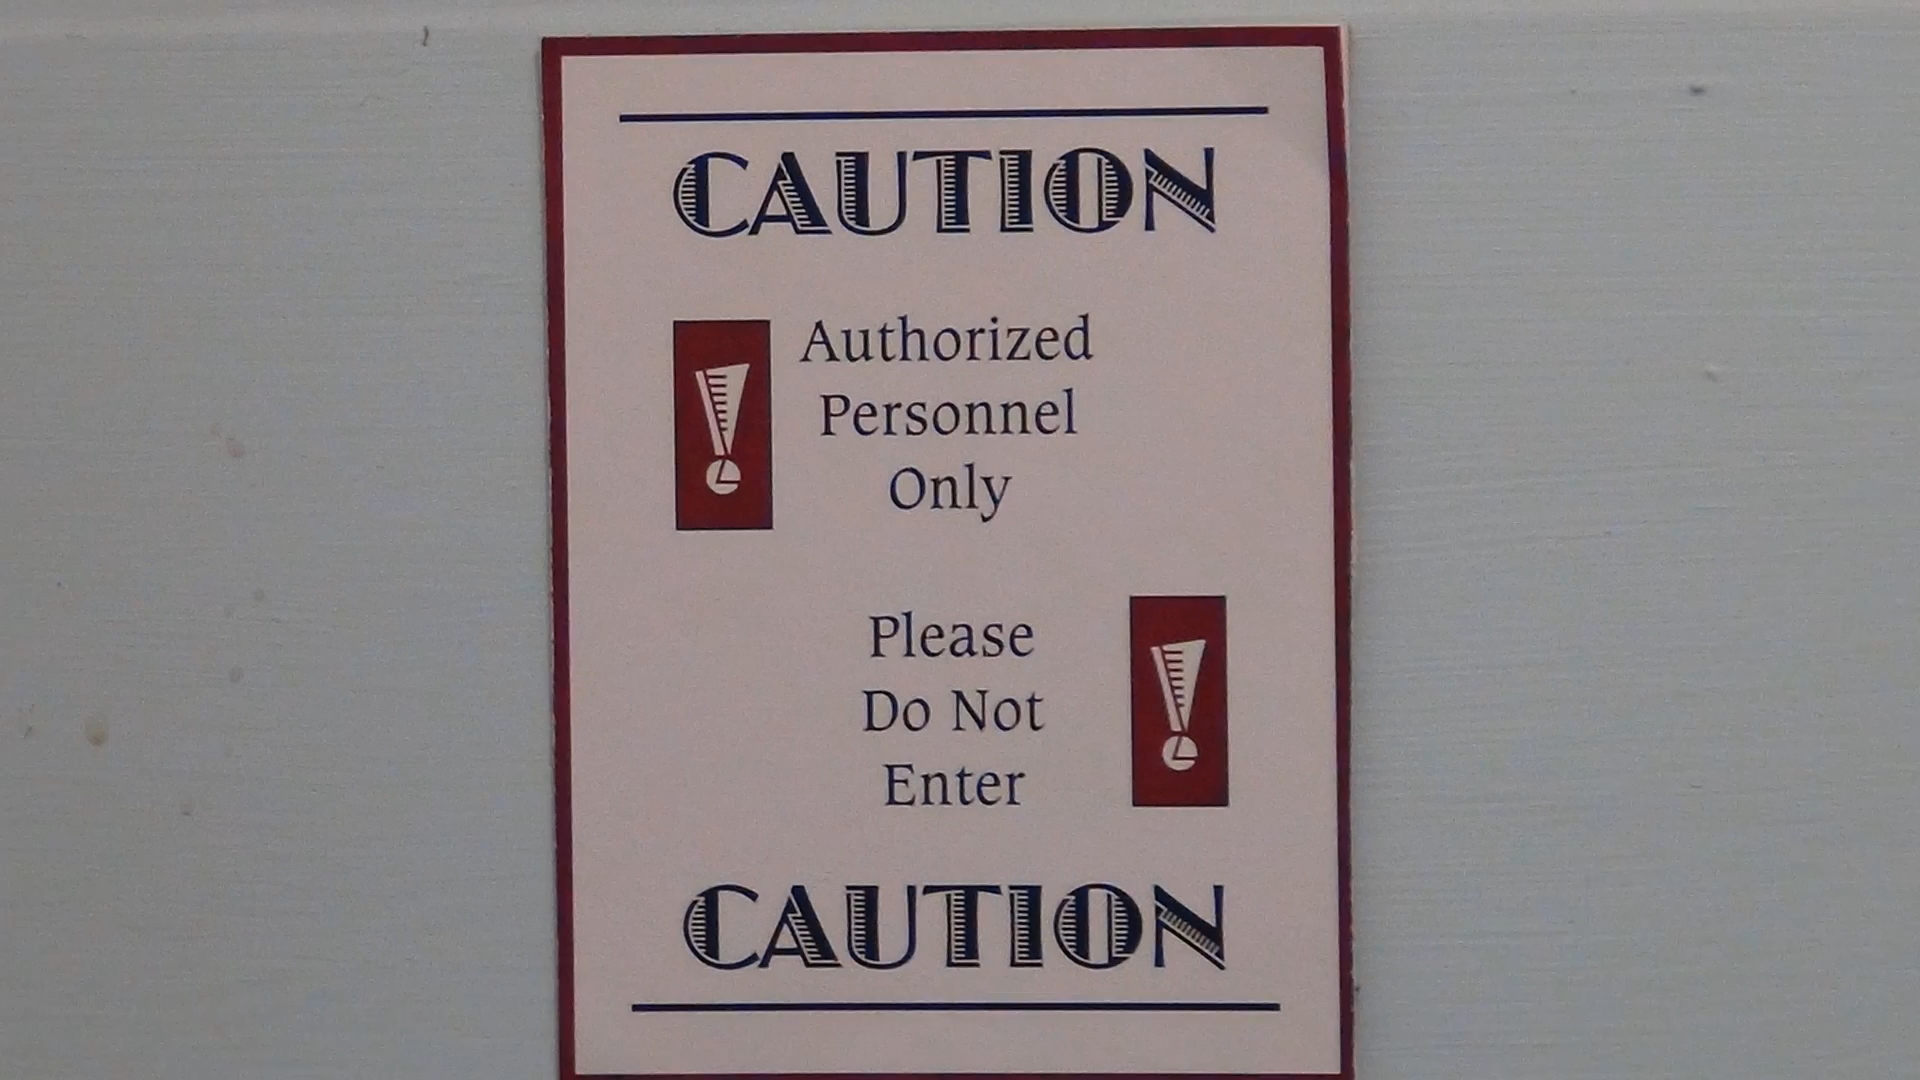 CAUTION
Authorized
Personnel
Only
Please
Do Not
Enter
CAUTION